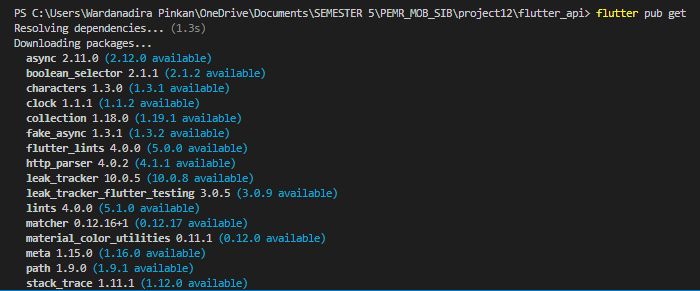 PS C:\Users\Wardanadira Pinkan\OneDrive\Documents\SEMESTER 5\PEMR_MOB_SIB\project12\flutter_api> flutter pub get
Resolving dependencies... (1.3s)
Downloading packages...
  async 2.11.0 (2.12.0 available)
  boolean_selector 2.1.1 (2.1.2 available)
  characters 1.3.0 (1.3.1 available)
  clock 1.1.1 (1.1.2 available)
  collection 1.18.0 (1.19.1 available)
  fake_async 1.3.1 (1.3.2 available)
  flutter_lints 4.0.0 (5.0.0 available)
  http_parser 4.0.2 (4.1.1 available)
  leak_tracker 10.0.5 (10.0.8 available)
  leak_tracker_flutter_testing 3.0.5 (3.0.9 available)
  lints 4.0.0 (5.1.0 available)
  matcher 0.12.16+1 (0.12.17 available)
  material_color_utilities 0.11.1 (0.12.0 available)
  meta 1.15.0 (1.16.0 available)
  path 1.9.0 (1.9.1 available)
  stack_trace 1.11.1 (1.12.0 available)